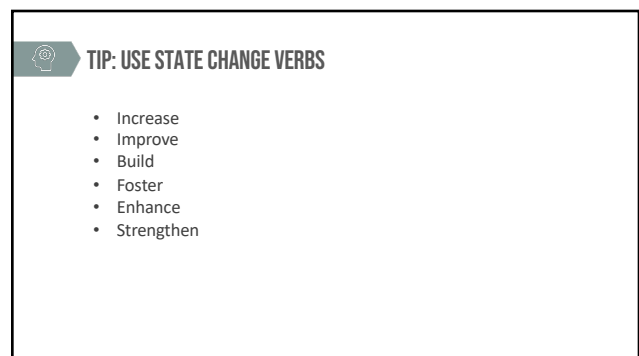 TIP: USE STATE CHANGE VERBS
• Increase
• Improve
• Build
• Foster
• Enhance
• Strengthen